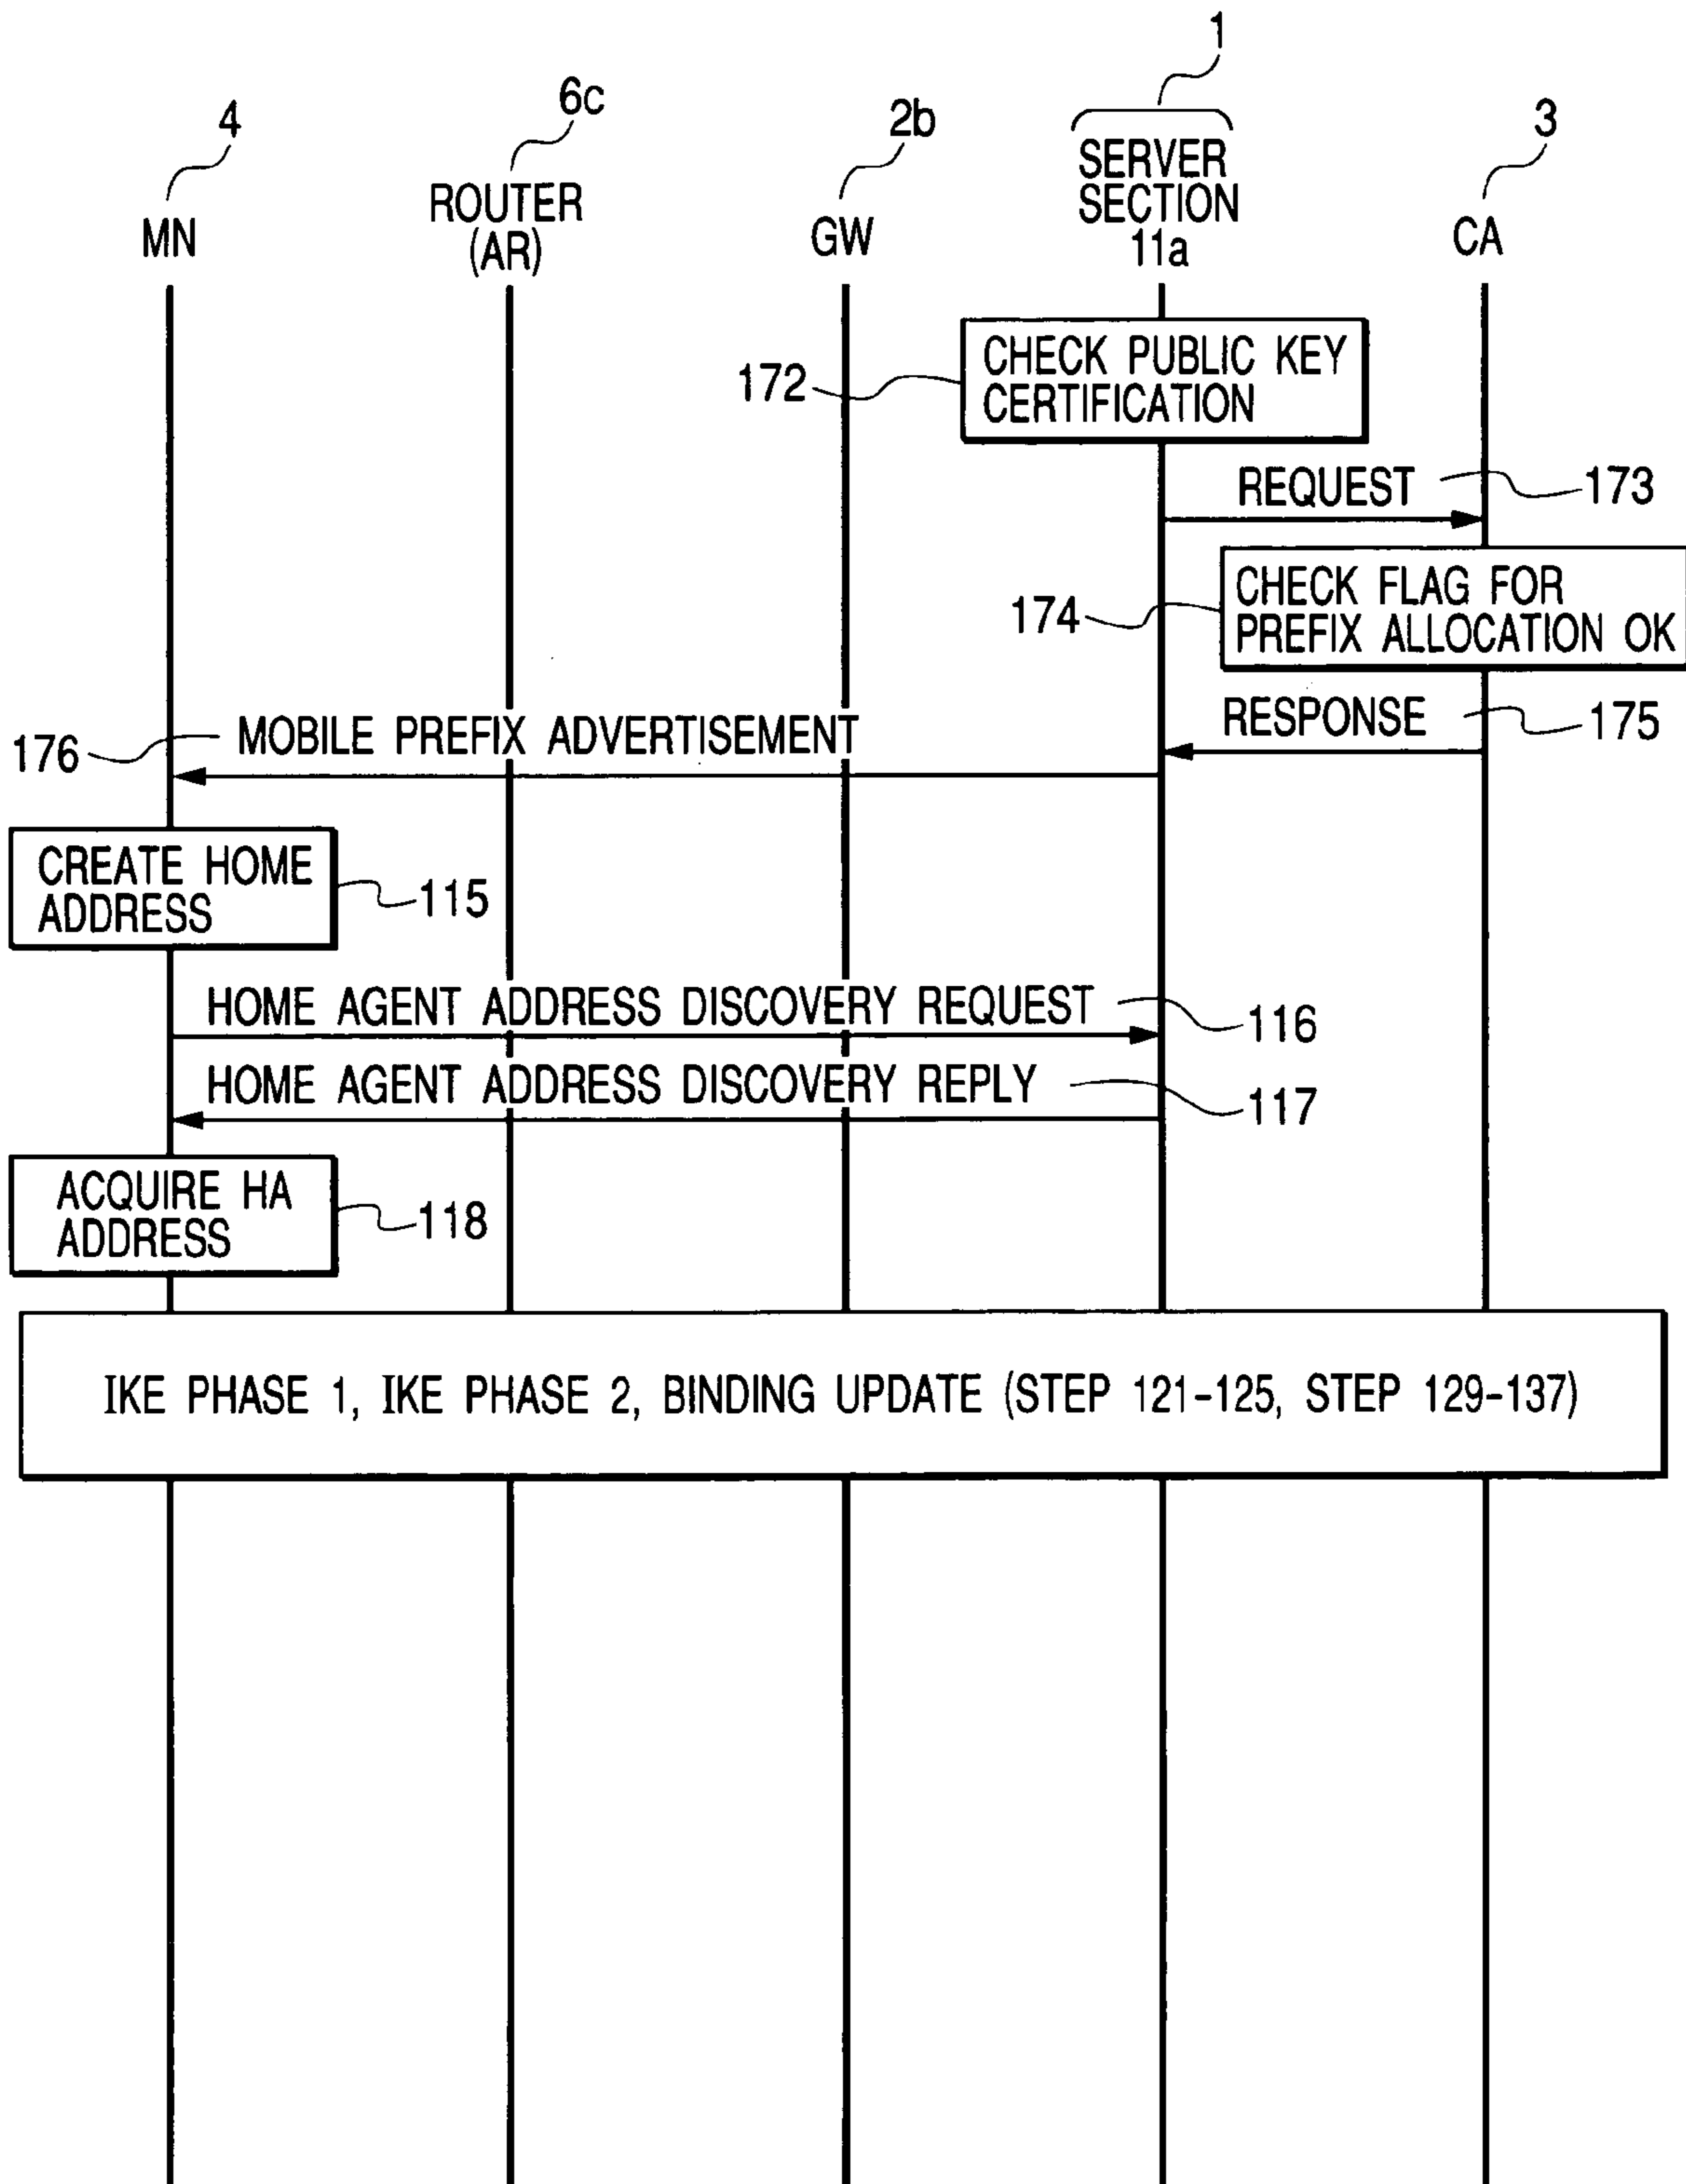 1
6c
4
2b
3
SERVER
SECTION
11a
ROUTER
(AR)
MN
GW
CA
CHECK PUBLIC KEY
CERTIFICATION
172
REQUEST
173
CHECK FLAG FOR
PREFIX ALLOCATION OK
174
RESPONSE
175
MOBILE PREFIX ADVERTISEMENT
176
CREATE HOME
ADDRESS
115
HOME AGENT ADDRESS DISCOVERY REQUEST
116
HOME AGENT ADDRESS DISCOVERY REPLY
117
ACQUIRE HA
ADDRESS
118
IKE PHASE 1, IKE PHASE 2, BINDING UPDATE (STEP 121-125, STEP 129-137)